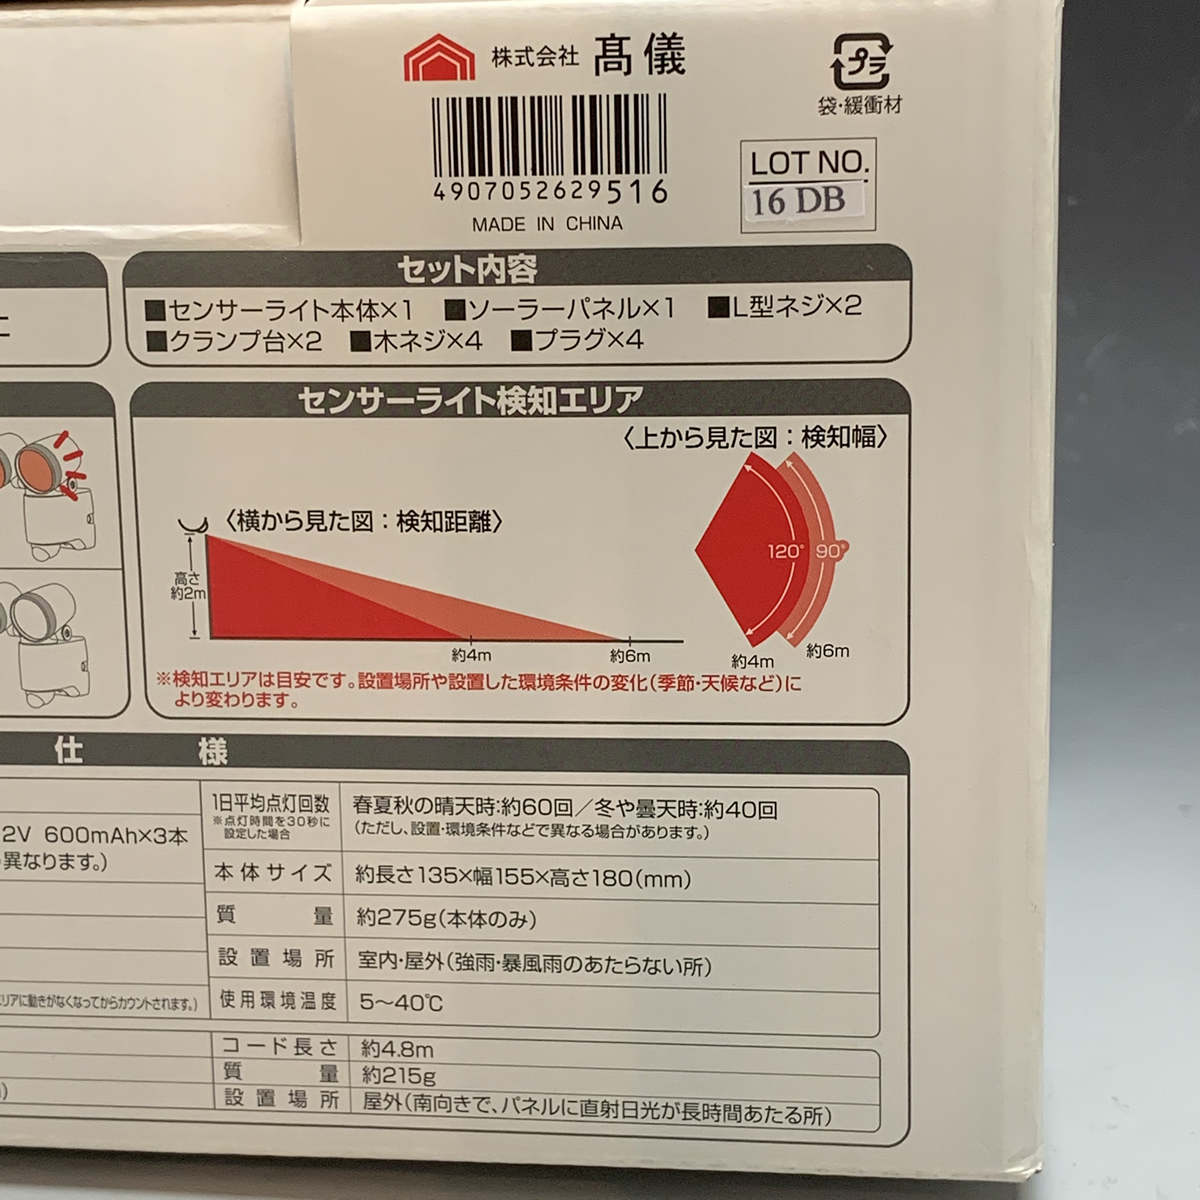 株式会社 髙儀
プラ
袋・緩衝材
4907052629516
MADE IN CHINA
LOT NO.
16 DB
セット内容
■センサーライト本体×1 ■ソーラーパネル×1 ■L型ネジ×2
■クランプ台×2 ■木ネジ×4 ■プラグ×4
センサーライト検知エリア
〈上から見た図：検知幅〉
120° 90°
約4m 約6m
〈横から見た図：検知距離〉
高さ
約2m
約4m 約6m
※検知エリアは目安です。設置場所や設置した環境条件の変化(季節・天候など)に
より変わります。
仕様
2V 600mAh×3本
異なります。)
エリアに動きがなくなってからカウントされます。)
1日平均点灯回数
※点灯時間を30秒に
設定した場合
春夏秋の晴天時:約60回／冬や曇天時:約40回
(ただし、設置・環境条件などで異なる場合があります。)
本体サイズ 約長さ135×幅155×高さ180(mm)
質量 約275g(本体のみ)
設置場所 室内・屋外(強雨・暴風雨のあたらない所)
使用環境温度 5～40℃
コード長さ 約4.8m
質量 約215g
設置場所 屋外(南向きで、パネルに直射日光が長時間あたる所)